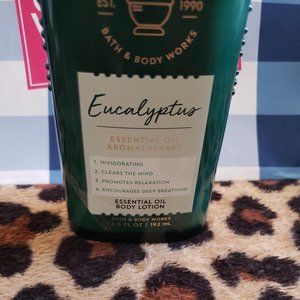 EST. 1990
BATH & BODY WORKS
Eucalyptus
ESSENTIAL OIL
AROMATHERAPY
1. INVIGORATING
2. CLEARS THE MIND
3. PROMOTES RELAXATION
4. ENCOURAGES DEEP BREATHING
ESSENTIAL OIL
BODY LOTION
BATH & BODY WORKS
6.5 FL OZ / 192 mL